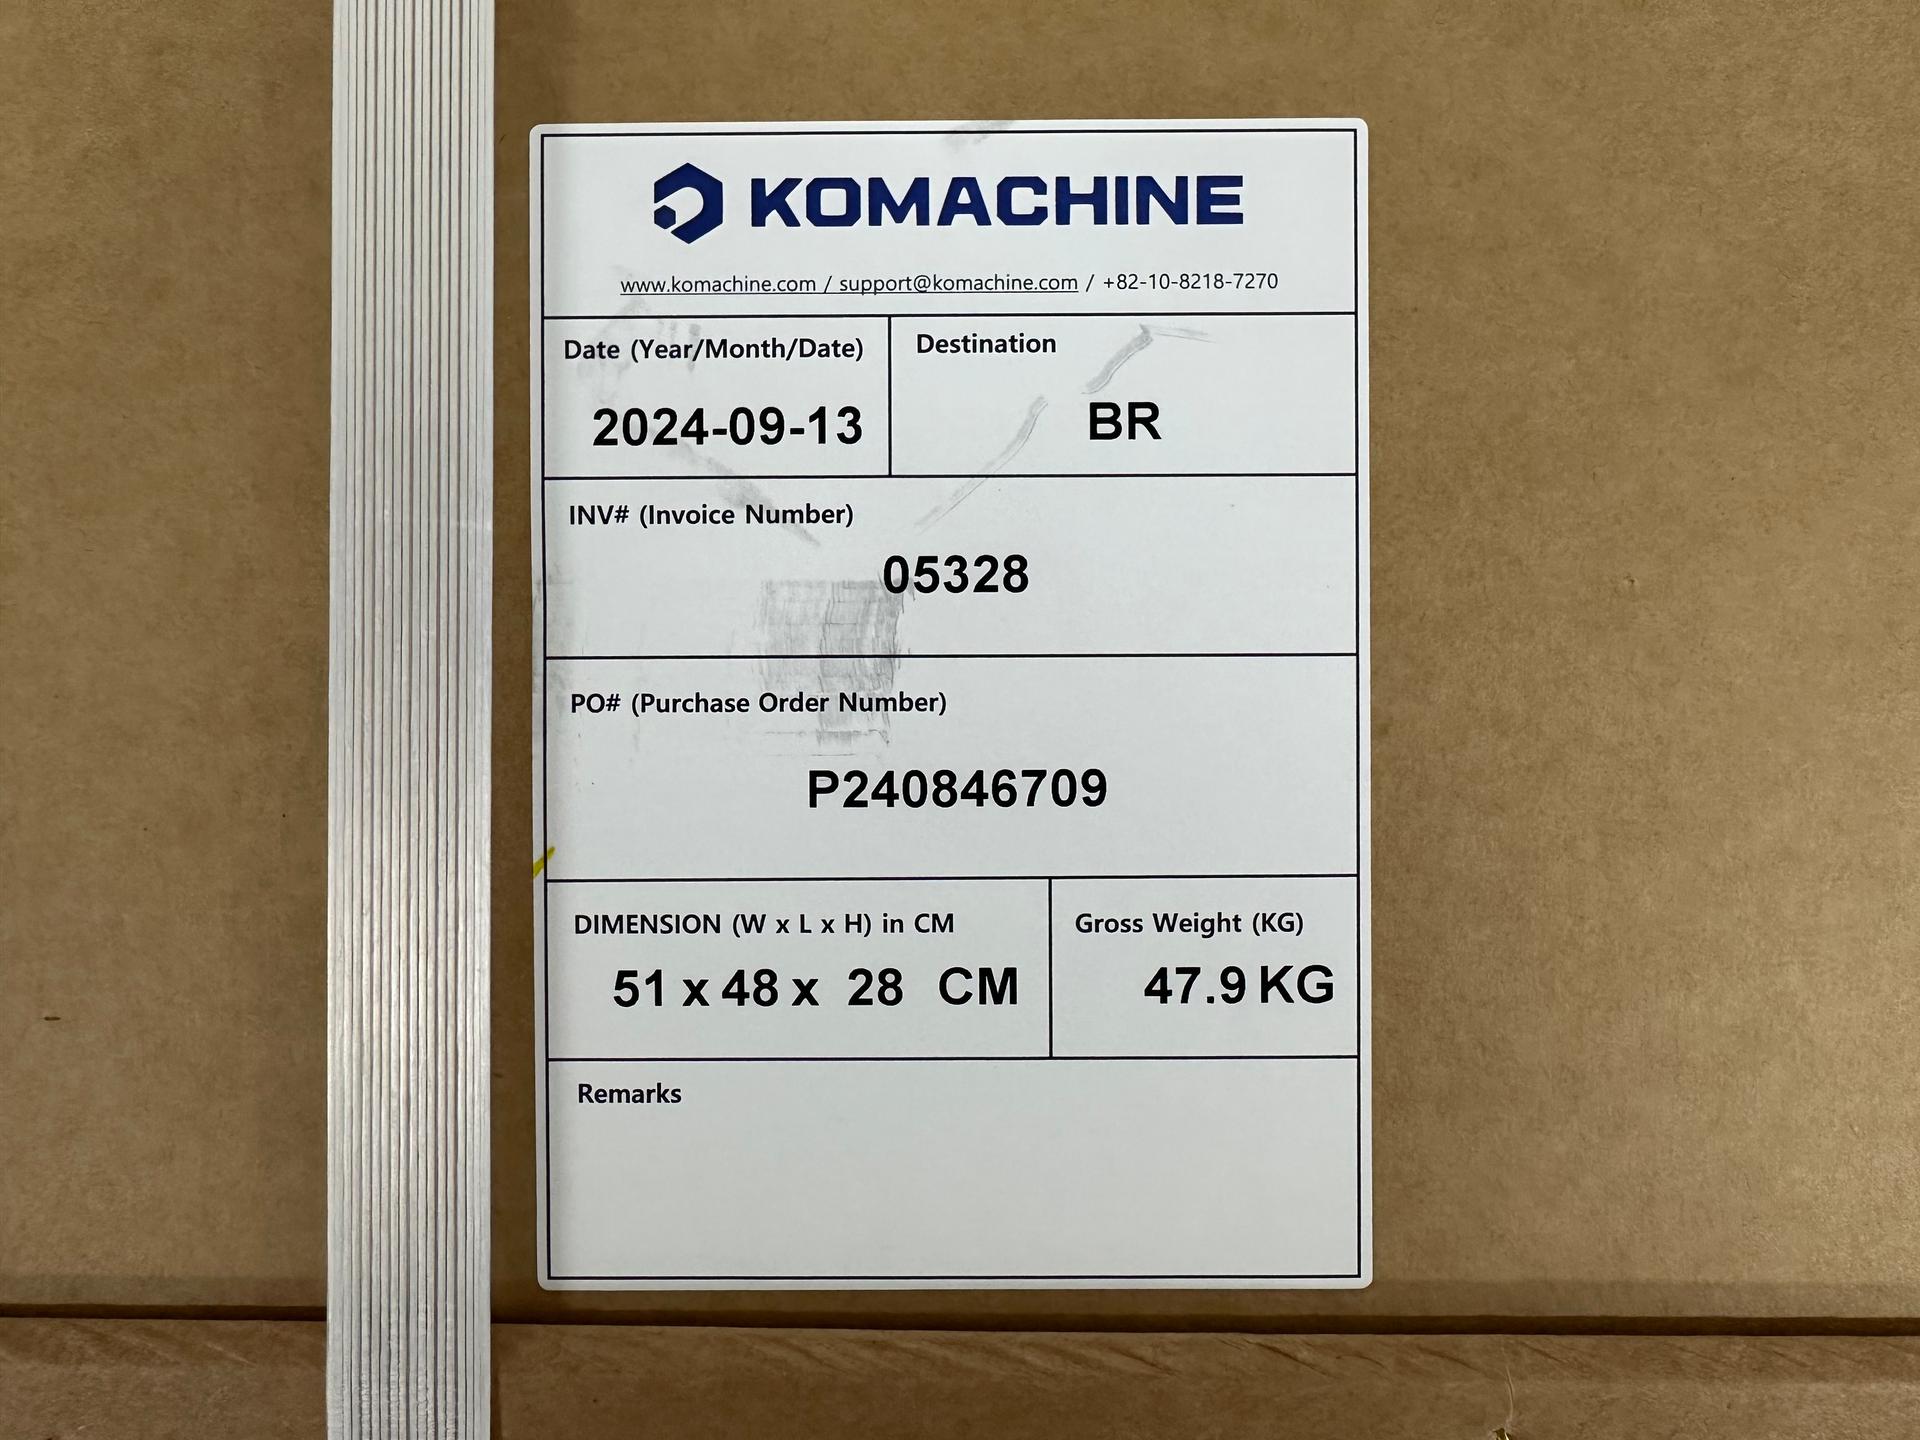 KOMACHINE
www.komachine.com / support@komachine.com / +82-10-8218-7270
Date (Year/Month/Date)
2024-09-13
Destination
BR
INV# (Invoice Number)
05328
PO# (Purchase Order Number)
P240846709
DIMENSION (W x L x H) in CM
51 x 48 x 28 CM
Gross Weight (KG)
47.9 KG
Remarks